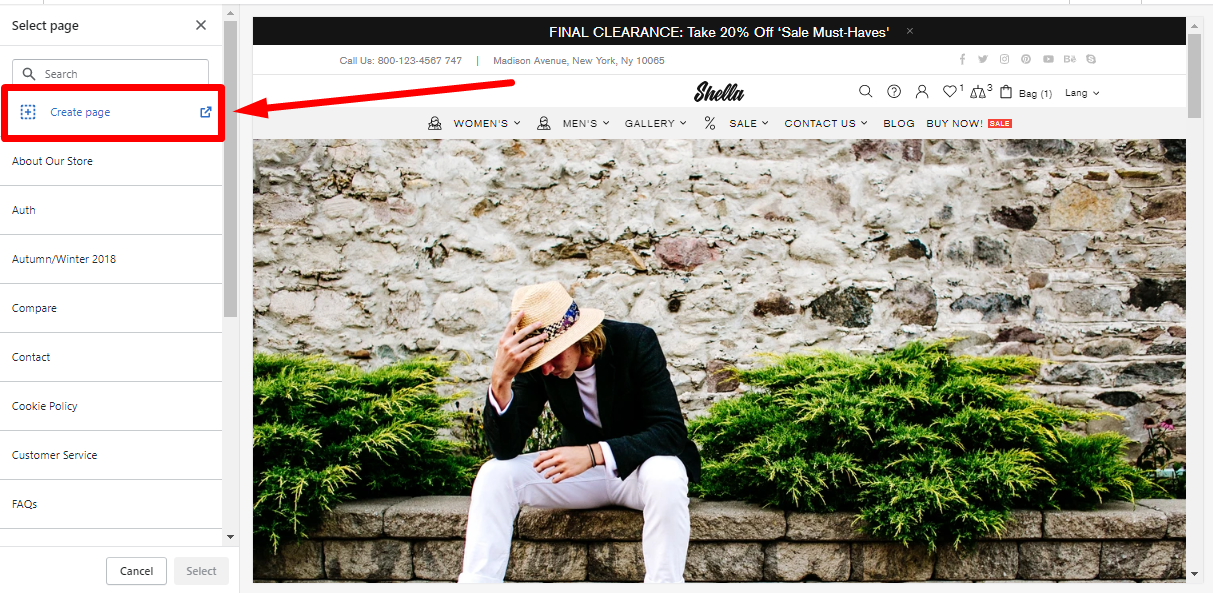 Select page
Search
Create page
About Our Store
Auth
Autumn/Winter 2018
Compare
Contact
Cookie Policy
Customer Service
FAQs
Cancel
Select
FINAL CLEARANCE: Take 20% Off ‘Sale Must-Haves'
Call Us: 800-123-4567 747 | Madison Avenue, New York, Ny 10065
Shella
1 3 Bag (1) Lang
WOMEN'S MEN'S GALLERY % SALE CONTACT US BLOG BUY NOW! SALE